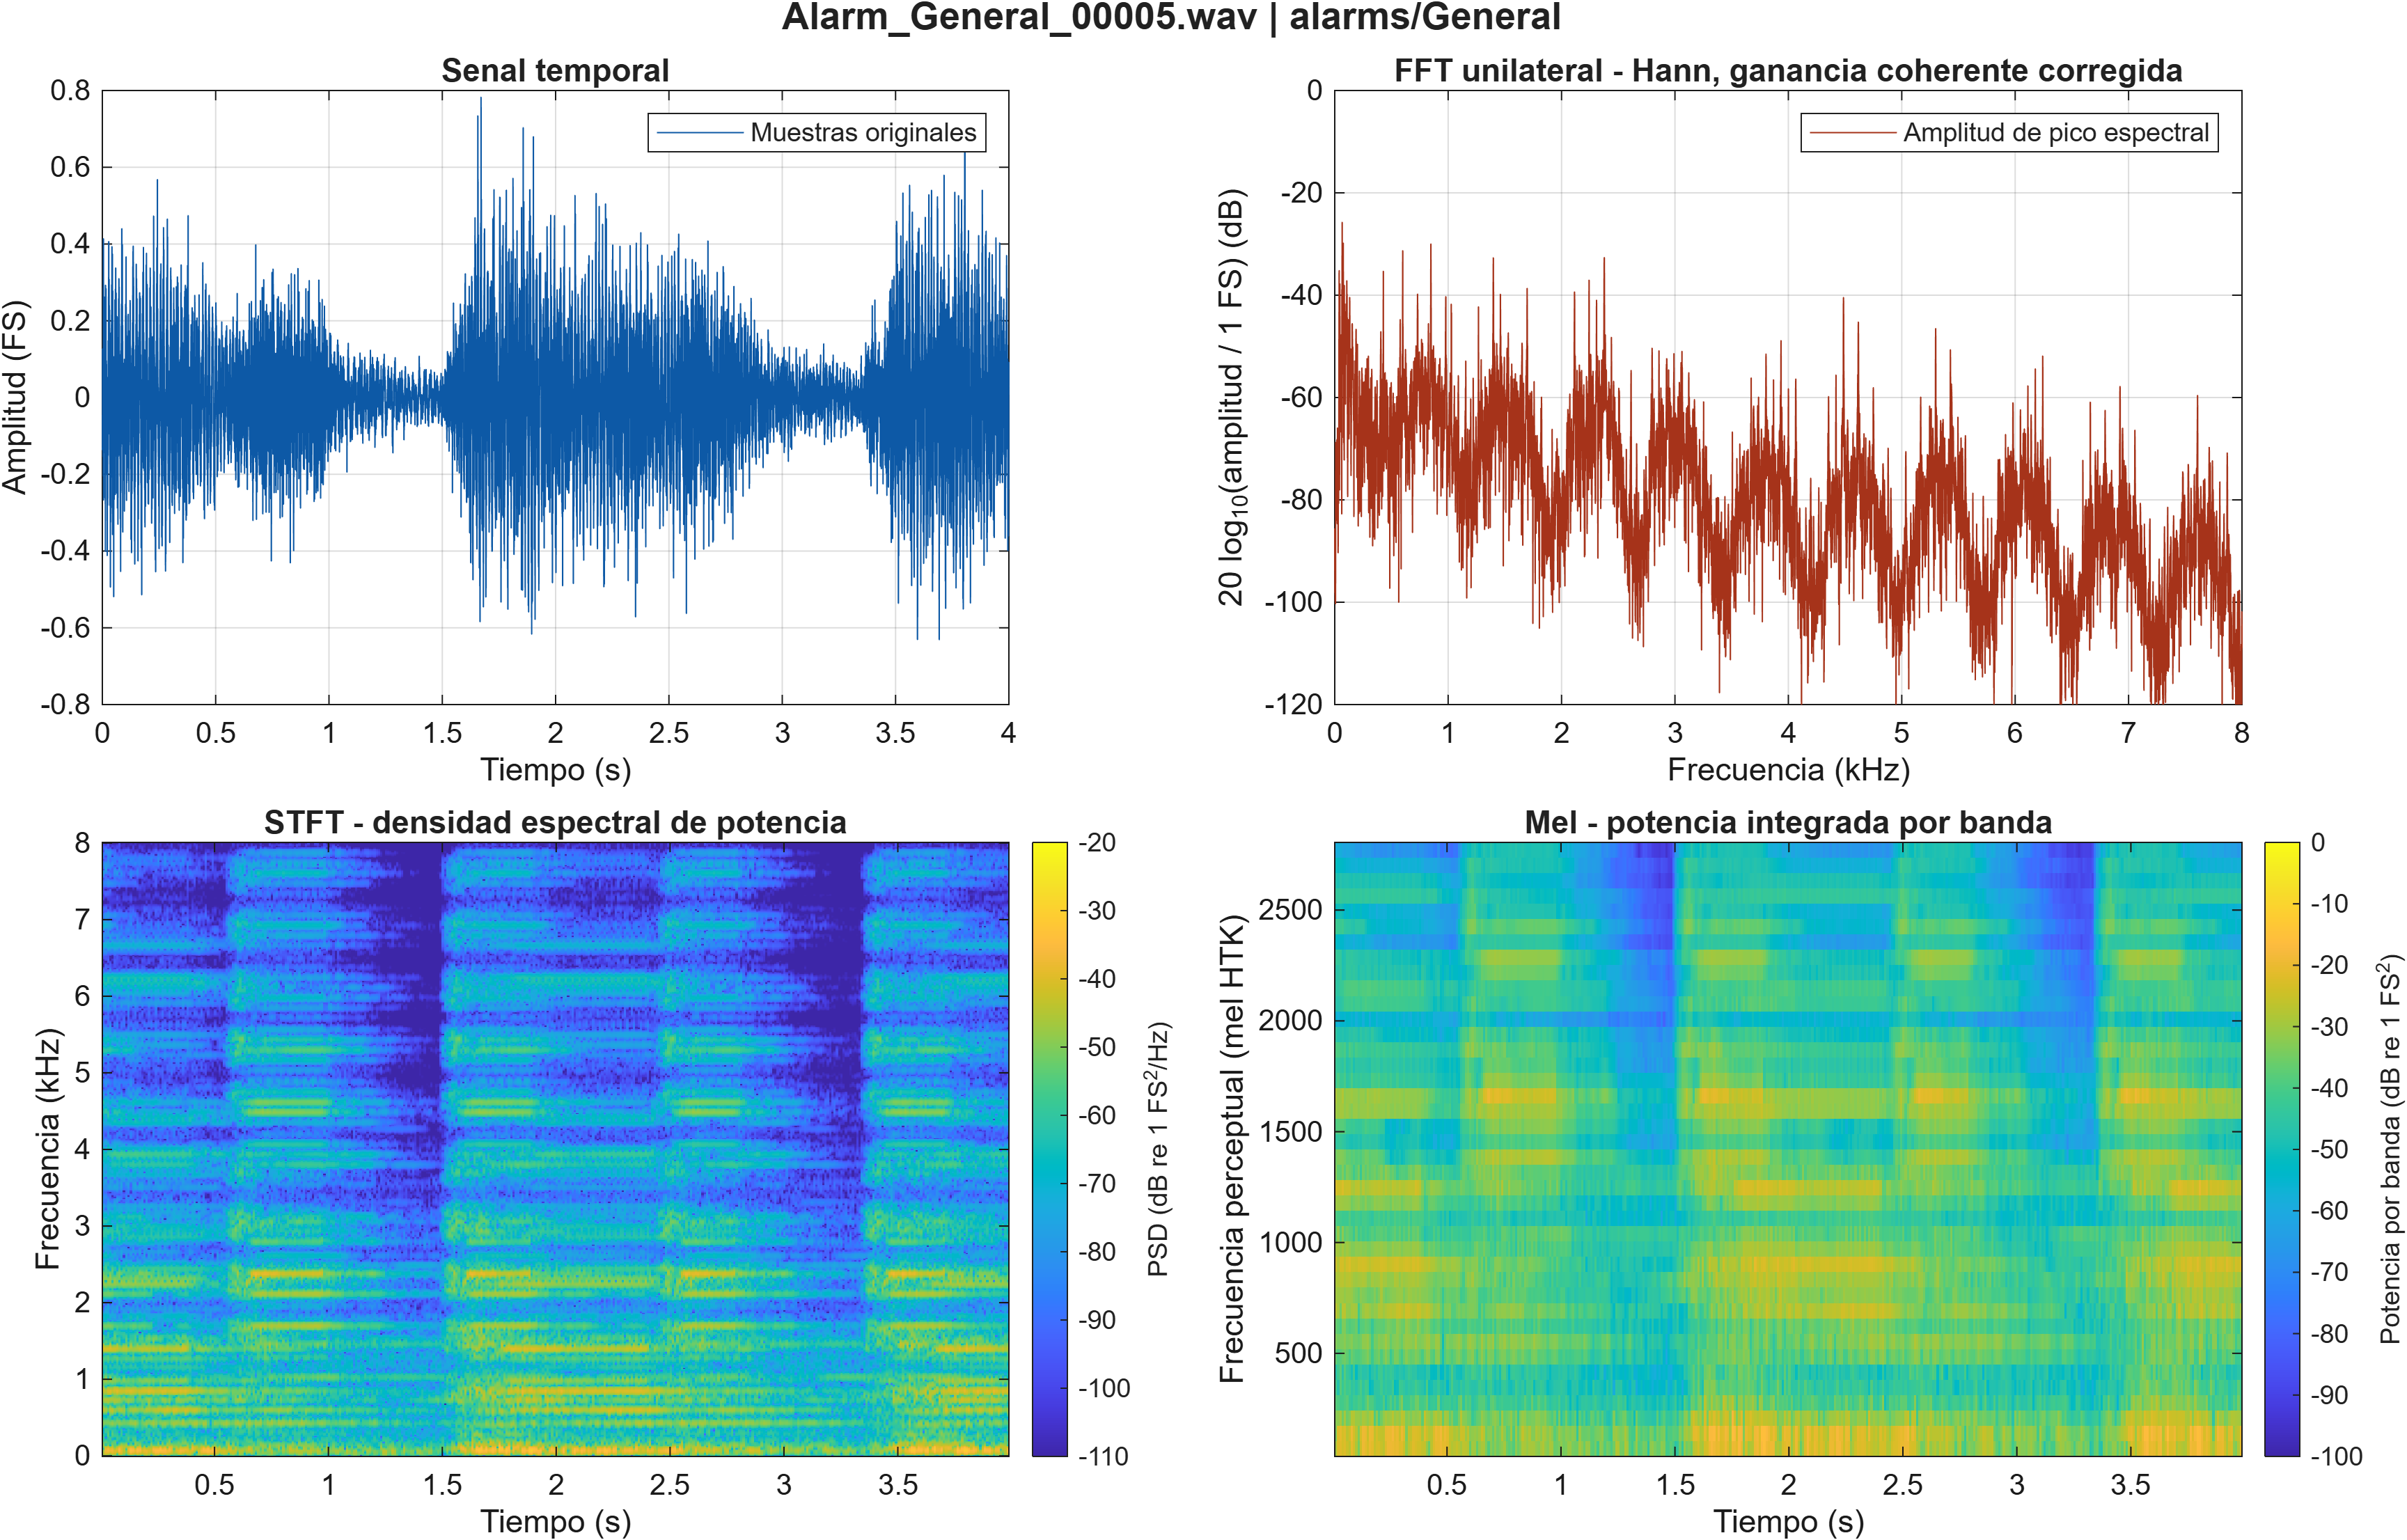 Alarm_General_00005.wav | alarms/General
Senal temporal
Muestras originales
Amplitud (FS)
0.8
0.6
0.4
0.2
0
-0.2
-0.4
-0.6
-0.8
0 0.5 1 1.5 2 2.5 3 3.5 4
Tiempo (s)
FFT unilateral - Hann, ganancia coherente corregida
Amplitud de pico espectral
20 log10(amplitud / 1 FS) (dB)
0
-20
-40
-60
-80
-100
-120
0 1 2 3 4 5 6 7 8
Frecuencia (kHz)
STFT - densidad espectral de potencia
Frecuencia (kHz)
8
7
6
5
4
3
2
1
0
0.5 1 1.5 2 2.5 3 3.5
Tiempo (s)
-20
-30
-40
-50
-60
-70
-80
-90
-100
-110
PSD (dB re 1 FS²/Hz)
Mel - potencia integrada por banda
Frecuencia perceptual (mel HTK)
2500
2000
1500
1000
500
0.5 1 1.5 2 2.5 3 3.5
Tiempo (s)
0
-10
-20
-30
-40
-50
-60
-70
-80
-90
-100
Potencia por banda (dB re 1 FS²)